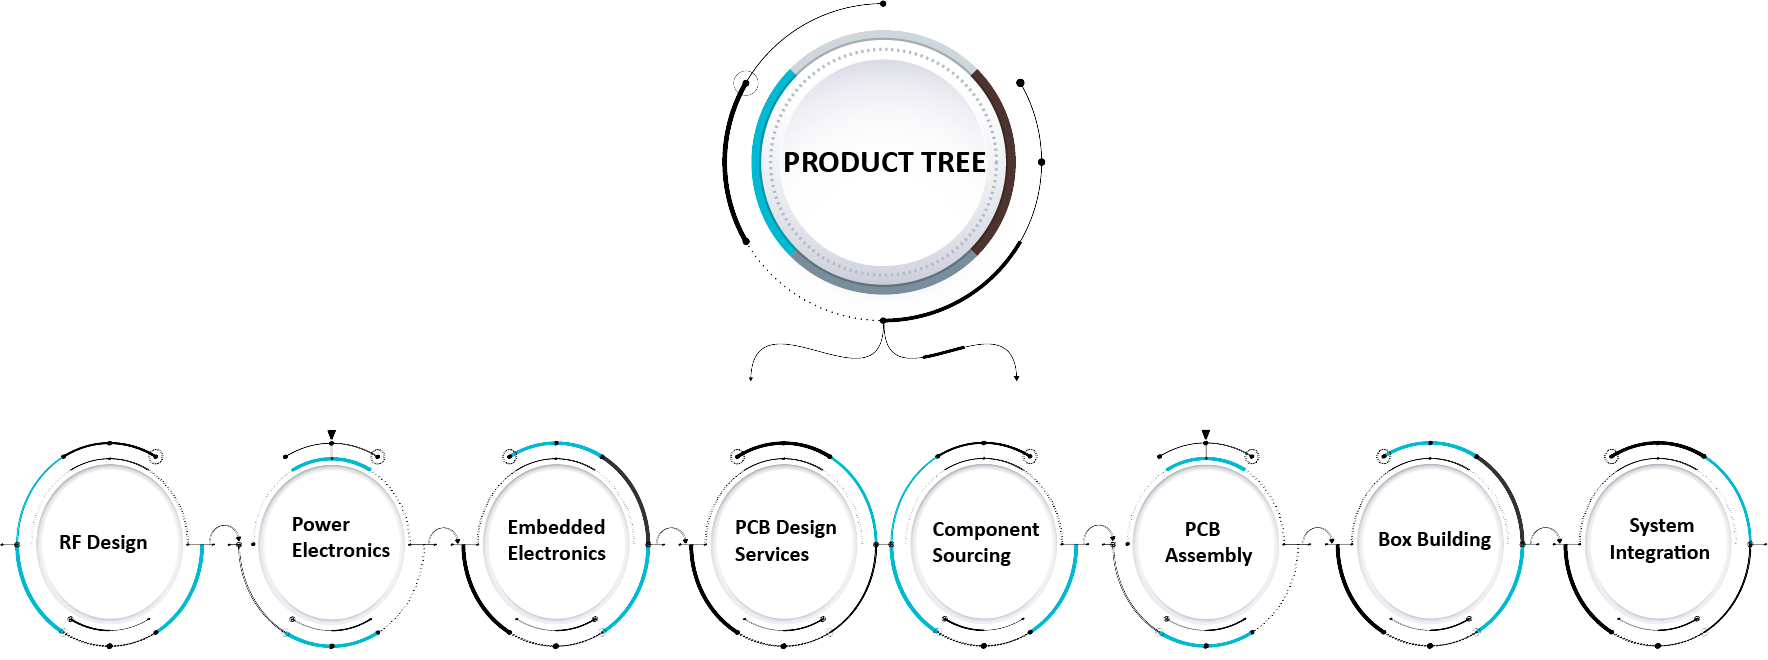 PRODUCT TREE
RF Design
Power
Electronics
Embedded
Electronics
PCB Design
Services
Component
Sourcing
PCB
Assembly
Box Building
System
Integration